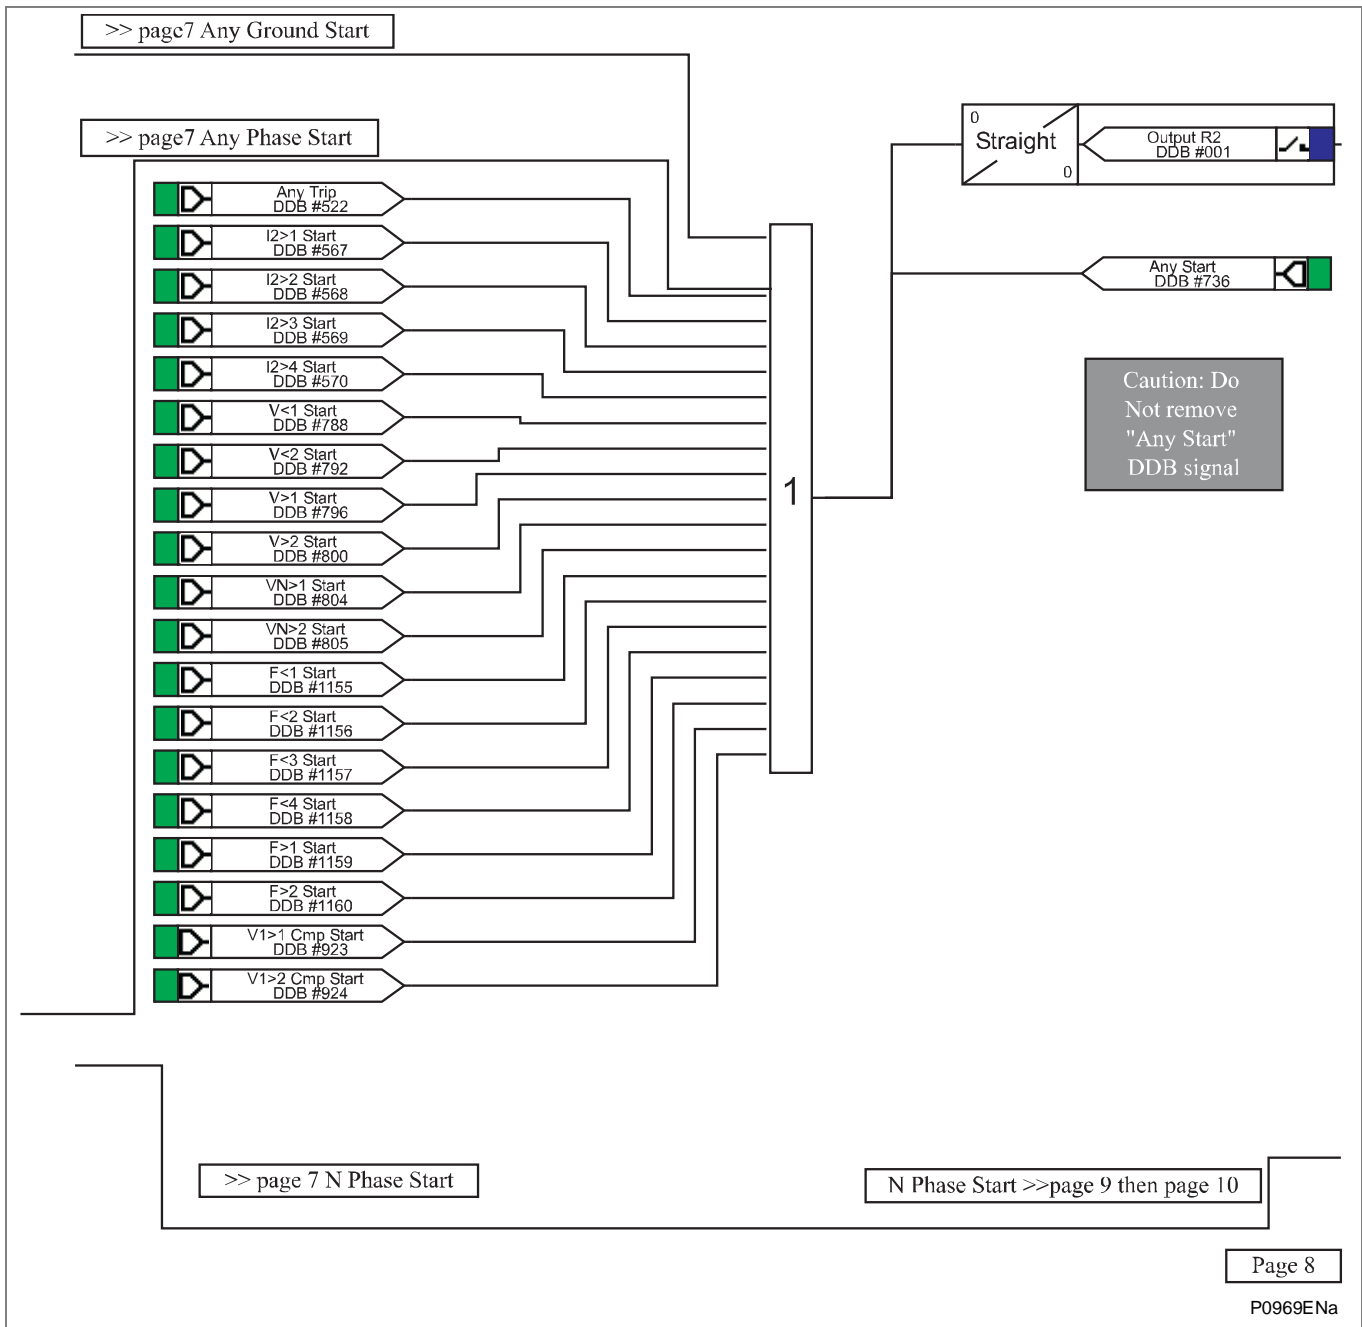 >> page7 Any Ground Start
>> page7 Any Phase Start
0
Straight
0
Output R2
DDB #001
Any Trip
DDB #522
I2>1 Start
DDB #567
I2>2 Start
DDB #568
I2>3 Start
DDB #569
I2>4 Start
DDB #570
V<1 Start
DDB #788
V<2 Start
DDB #792
V>1 Start
DDB #796
V>2 Start
DDB #800
VN>1 Start
DDB #804
VN>2 Start
DDB #805
F<1 Start
DDB #1155
F<2 Start
DDB #1156
F<3 Start
DDB #1157
F<4 Start
DDB #1158
F>1 Start
DDB #1159
F>2 Start
DDB #1160
V1>1 Cmp Start
DDB #923
V1>2 Cmp Start
DDB #924
1
Any Start
DDB #736
Caution: Do
Not remove
"Any Start"
DDB signal
>> page 7 N Phase Start
N Phase Start >>page 9 then page 10
Page 8
P0969ENa